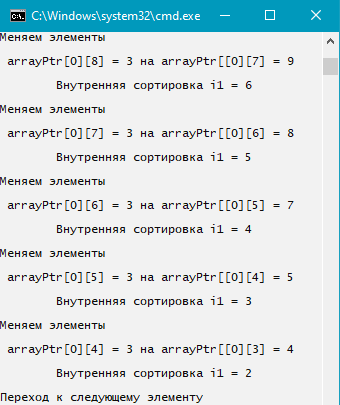 C:\Windows\system32\cmd.exe
Меняем элементы
arrayPtr[0][8] = 3 на arrayPtr[[0][7] = 9
Внутренняя сортировка i1 = 6
Меняем элементы
arrayPtr[0][7] = 3 на arrayPtr[[0][6] = 8
Внутренняя сортировка i1 = 5
Меняем элементы
arrayPtr[0][6] = 3 на arrayPtr[[0][5] = 7
Внутренняя сортировка i1 = 4
Меняем элементы
arrayPtr[0][5] = 3 на arrayPtr[[0][4] = 5
Внутренняя сортировка i1 = 3
Меняем элементы
arrayPtr[0][4] = 3 на arrayPtr[[0][3] = 4
Внутренняя сортировка i1 = 2
Переход к следующему элементу